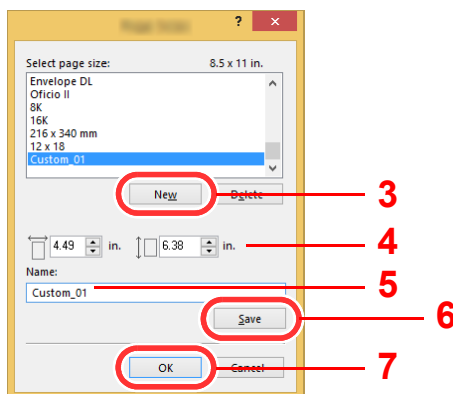 ? ×
Select page size: 8.5 x 11 in.
Envelope DL
Oficio II
8K
16K
216 x 340 mm
12 x 18
Custom_01
New Delete 3
4.49 in. 6.38 in. 4
Name: 5
Custom_01
Save 6
OK Cancel 7